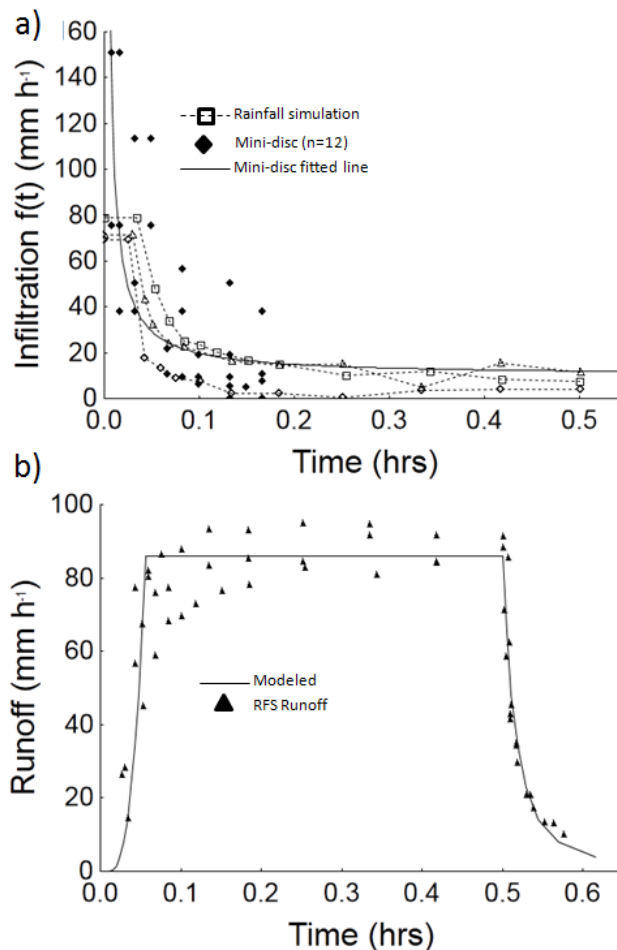 a)
160
140
120
100
80
60
40
20
0
Infiltration f(t) (mm h-1)
Rainfall simulation
Mini-disc (n=12)
Mini-disc fitted line
0.0 0.1 0.2 0.3 0.4 0.5
Time (hrs)
b)
100
80
60
40
20
0
Runoff (mm h-1)
Modeled
RFS Runoff
0.0 0.1 0.2 0.3 0.4 0.5 0.6
Time (hrs)